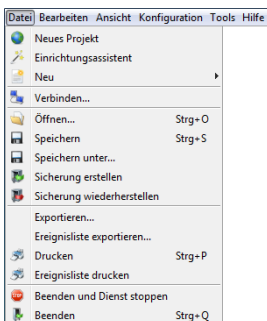 Datei Bearbeiten Ansicht Konfiguration Tools Hilfe
Neues Projekt
Einrichtungsassistent
Neu
Verbinden...
Öffnen... Strg+O
Speichern Strg+S
Speichern unter...
Sicherung erstellen
Sicherung wiederherstellen
Exportieren...
Ereignisliste exportieren...
Drucken Strg+P
Ereignisliste drucken
Beenden und Dienst stoppen
Beenden Strg+Q